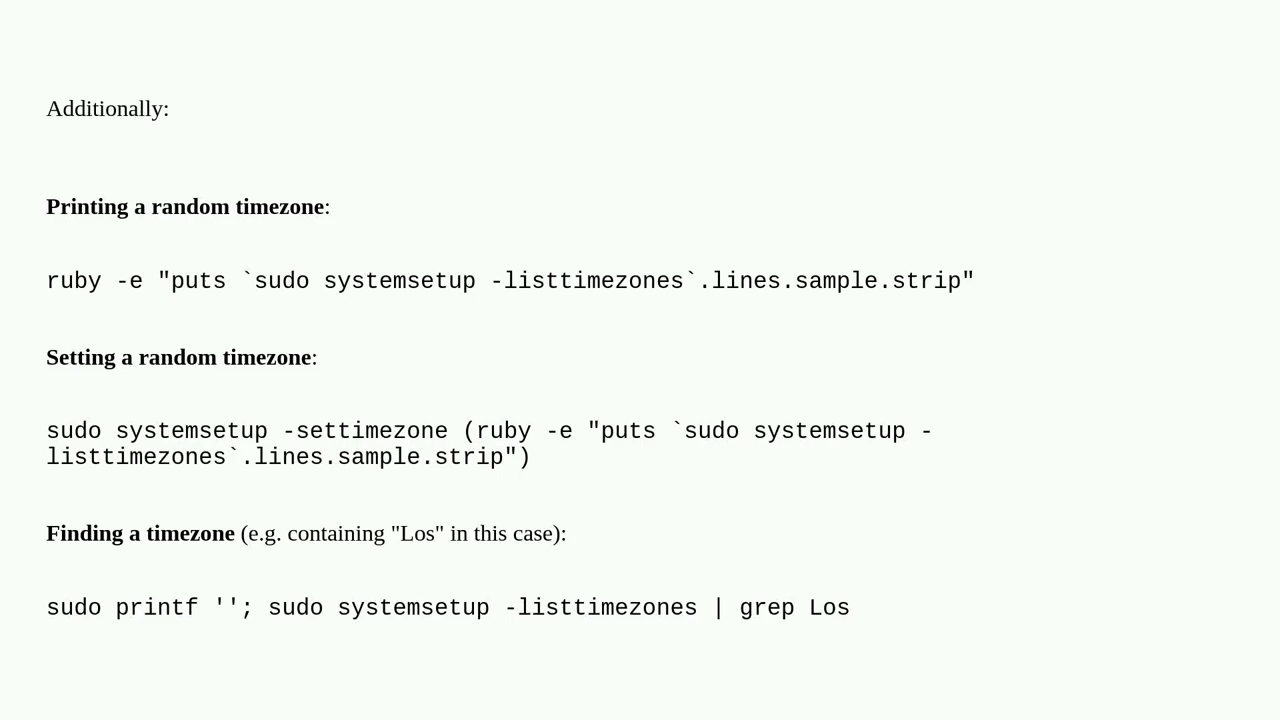 Additionally:
Printing a random timezone:
ruby -e "puts `sudo systemsetup -listtimezones`.lines.sample.strip"
Setting a random timezone:
sudo systemsetup -settimezone (ruby -e "puts `sudo systemsetup -
listtimezones`.lines.sample.strip")
Finding a timezone (e.g. containing "Los" in this case):
sudo printf ''; sudo systemsetup -listtimezones | grep Los